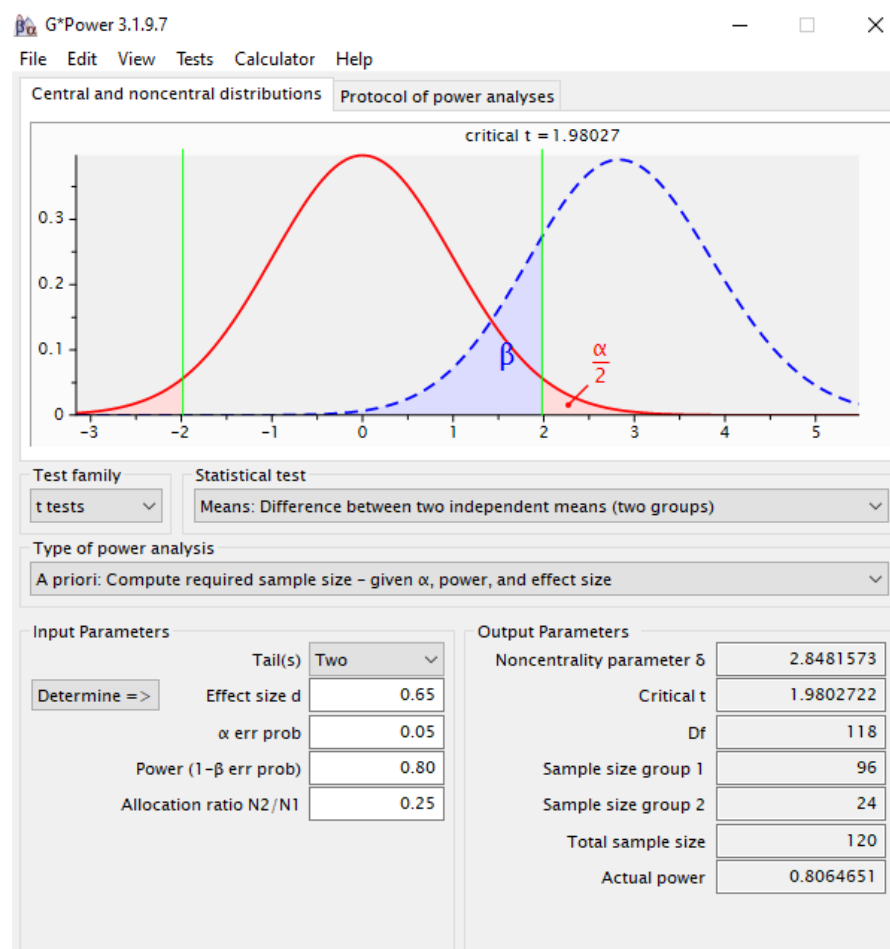 G*Power 3.1.9.7
File Edit View Tests Calculator Help
Central and noncentral distributions Protocol of power analyses
critical t = 1.98027
0.3
0.2
0.1
0
β
α
2
-3 -2 -1 0 1 2 3 4 5
Test family Statistical test
t tests Means: Difference between two independent means (two groups)
Type of power analysis
A priori: Compute required sample size – given α, power, and effect size
Input Parameters Output Parameters
Tail(s) Two Noncentrality parameter δ 2.8481573
Determine => Effect size d 0.65 Critical t 1.9802722
α err prob 0.05 Df 118
Power (1-β err prob) 0.80 Sample size group 1 96
Allocation ratio N2/N1 0.25 Sample size group 2 24
Total sample size 120
Actual power 0.8064651